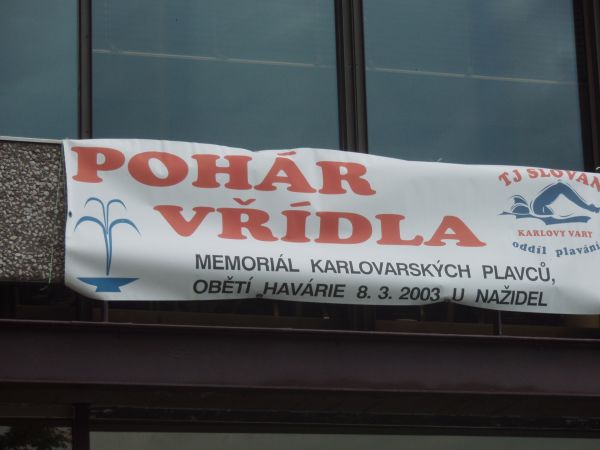 POHÁR
VŘÍDLA
MEMORIÁL KARLOVARSKÝCH PLAVCŮ,
OBĚTÍ HAVÁRIE 8. 3. 2003 U NAŽIDEL
TJ SLOVAN
KARLOVY VARY
oddíl plavání